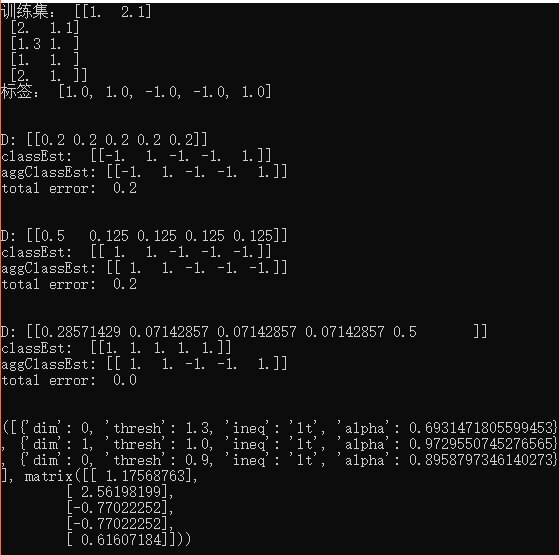 训练集： [[1.  2.1]
 [2.  1.1]
 [1.3 1. ]
 [1.  1. ]
 [2.  1. ]]
标签： [1.0, 1.0, -1.0, -1.0, 1.0]
D: [[0.2 0.2 0.2 0.2 0.2]]
classEst:  [[-1.  1. -1. -1.  1.]]
aggClassEst: [[-1.  1. -1. -1.  1.]]
total error:  0.2
D: [[0.5   0.125 0.125 0.125 0.125]]
classEst:  [[ 1.  1. -1. -1. -1.]]
aggClassEst: [[ 1.  1. -1. -1. -1.]]
total error:  0.2
D: [[0.28571429 0.07142857 0.07142857 0.07142857 0.5       ]]
classEst:  [[1. 1. 1. 1. 1.]]
aggClassEst: [[ 1.  1. -1. -1.  1.]]
total error:  0.0
([{'dim': 0, 'thresh': 1.3, 'ineq': 'lt', 'alpha': 0.6931471805599453}
, {'dim': 1, 'thresh': 1.0, 'ineq': 'lt', 'alpha': 0.9729550745276565}
, {'dim': 0, 'thresh': 0.9, 'ineq': 'lt', 'alpha': 0.8958797346140273}
], matrix([[ 1.17568763],
        [ 2.56198199],
        [-0.77022252],
        [-0.77022252],
        [ 0.61607184]]))